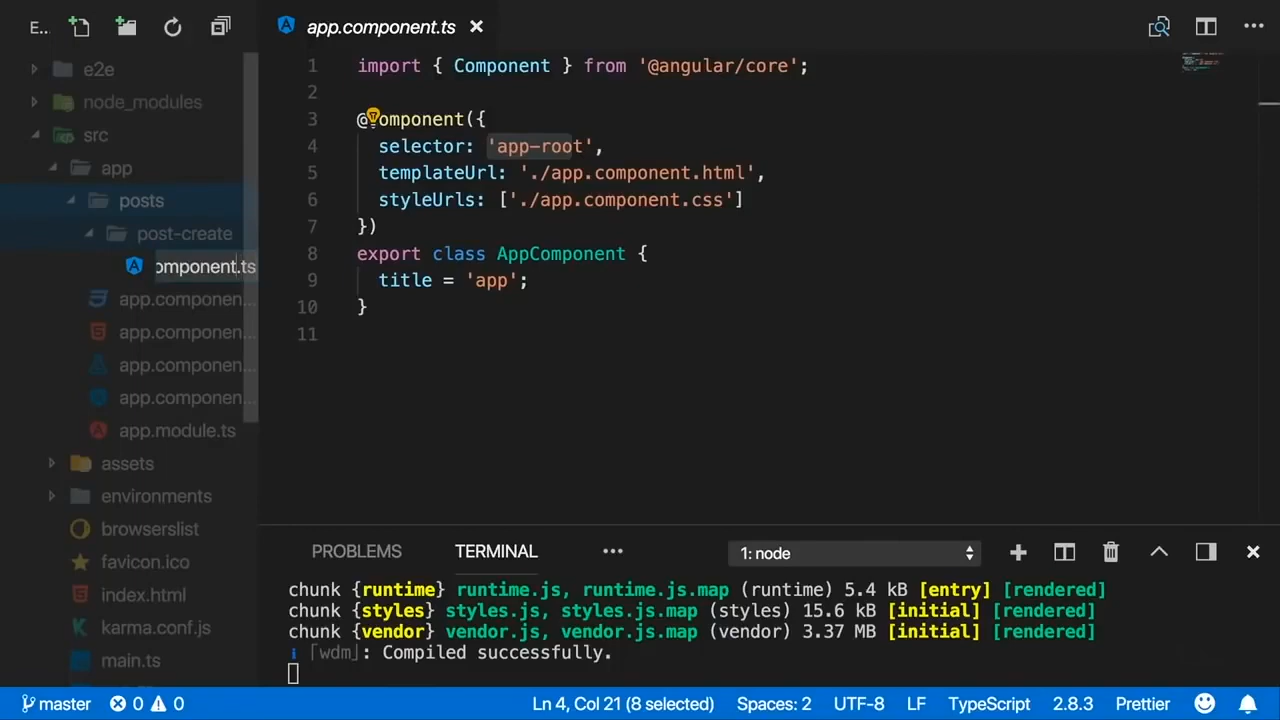 E...
app.component.ts
e2e
node_modules
src
app
posts
post-create
omponent.ts
app.componen...
app.componen...
app.componen...
app.componen...
app.module.ts
assets
environments
browserslist
favicon.ico
index.html
karma.conf.js
main.ts
1 import { Component } from '@angular/core';
2
3 @Component({
4 selector: 'app-root',
5 templateUrl: './app.component.html',
6 styleUrls: ['./app.component.css']
7 })
8 export class AppComponent {
9 title = 'app';
10 }
11
PROBLEMS TERMINAL ... 1: node
chunk {runtime} runtime.js, runtime.js.map (runtime) 5.4 kB [entry] [rendered]
chunk {styles} styles.js, styles.js.map (styles) 15.6 kB [initial] [rendered]
chunk {vendor} vendor.js, vendor.js.map (vendor) 3.37 MB [initial] [rendered]
i ｢wdm｣: Compiled successfully.
master 0 0 Ln 4, Col 21 (8 selected) Spaces: 2 UTF-8 LF TypeScript 2.8.3 Prettier